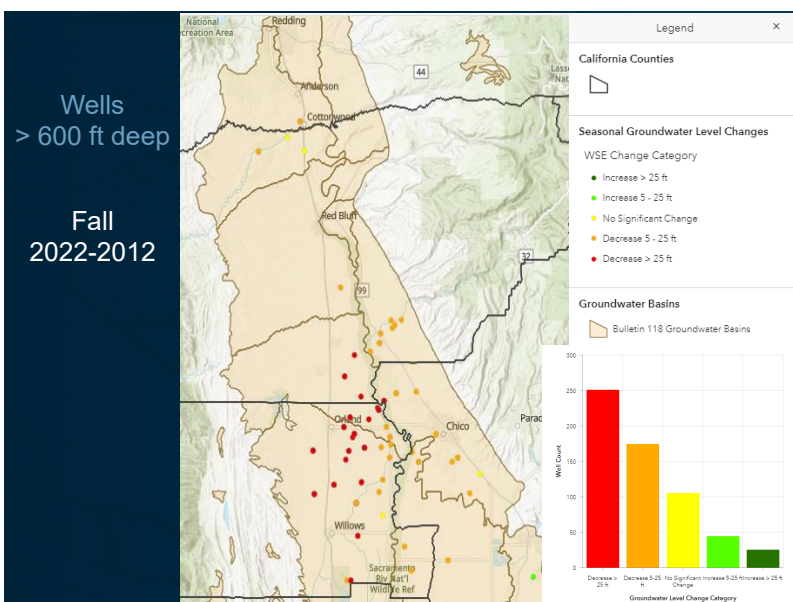 Wells
> 600 ft deep
Fall
2022-2012
National
Redding
44
Anderson
Cottonwood
Red Bluff
32
99
Orland
Chico
Willows
Sacramento
Riv Nat'l
Wildlife Ref
Legend
×
California Counties
Seasonal Groundwater Level Changes
WSE Change Category
Increase > 25 ft
Increase 5 - 25 ft
No Significant Change
Decrease 5 - 25 ft
Decrease > 25 ft
Groundwater Basins
Bulletin 118 Groundwater Basins
300
250
200
150
100
50
0
Well Count
Decrease > 25 ft
Decrease 5-25 ft
No Significant Change
Increase 5-25 ft
Increase > 25 ft
Groundwater Level Change Category